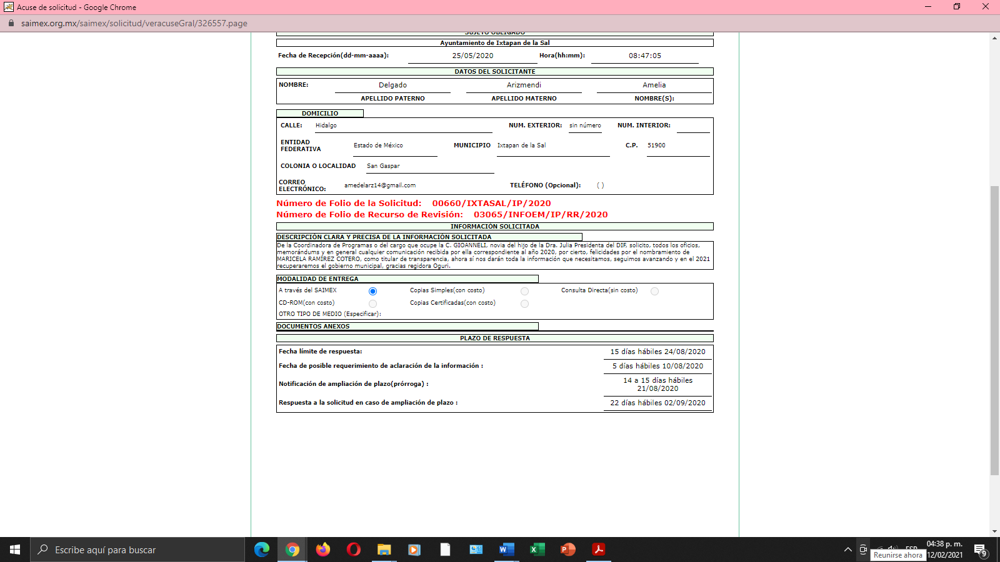 Acuse de solicitud - Google Chrome
saimex.org.mx/saimex/solicitud/veracuseGral/326557.page
SUJETO OBLIGADO
Ayuntamiento de Ixtapan de la Sal
Fecha de Recepción(dd-mm-aaaa): 25/05/2020 Hora(hh:mm): 08:47:05
DATOS DEL SOLICITANTE
NOMBRE: Delgado Arizmendi Amelia
APELLIDO PATERNO APELLIDO MATERNO NOMBRE(S):
DOMICILIO
CALLE: Hidalgo NUM. EXTERIOR: sin número NUM. INTERIOR:
ENTIDAD
FEDERATIVA Estado de México MUNICIPIO Ixtapan de la Sal C.P. 51900
COLONIA O LOCALIDAD San Gaspar
CORREO
ELECTRÓNICO: amedelarz14@gmail.com TELÉFONO (Opcional): ( )
Número de Folio de la Solicitud: 00660/IXTASAL/IP/2020
Número de Folio de Recurso de Revisión: 03065/INFOEM/IP/RR/2020
INFORMACIÓN SOLICITADA
DESCRIPCIÓN CLARA Y PRECISA DE LA INFORMACIÓN SOLICITADA
De la Coordinadora de Programas o del cargo que ocupe la C. GIOANNELI, novia del hijo de la Dra. Julia Presidenta del DIF, solicito, todos los oficios,
memorándums y en general cualquier comunicación recibida por ella correspondiente al año 2020, por cierto, felicidades por el nombramiento de
MARICELA RAMÍREZ COTERO, como titular de transparencia, ahora sí nos darán toda la información que necesitamos, seguimos avanzando y en el 2021
recuperaremos el gobierno municipal, gracias regidora Oguri.
MODALIDAD DE ENTREGA
A través del SAIMEX Copias Simples(con costo) Consulta Directa(sin costo)
CD-ROM(con costo) Copias Certificadas(con costo)
OTRO TIPO DE MEDIO (Especificar):
DOCUMENTOS ANEXOS
PLAZO DE RESPUESTA
Fecha límite de respuesta: 15 días hábiles 24/08/2020
Fecha de posible requerimiento de aclaración de la información : 5 días hábiles 10/08/2020
Notificación de ampliación de plazo(prórroga) : 14 a 15 días hábiles
21/08/2020
Respuesta a la solicitud en caso de ampliación de plazo : 22 días hábiles 02/09/2020
Escribe aquí para buscar
04:38 p. m.
Reunirse ahora
12/02/2021
9